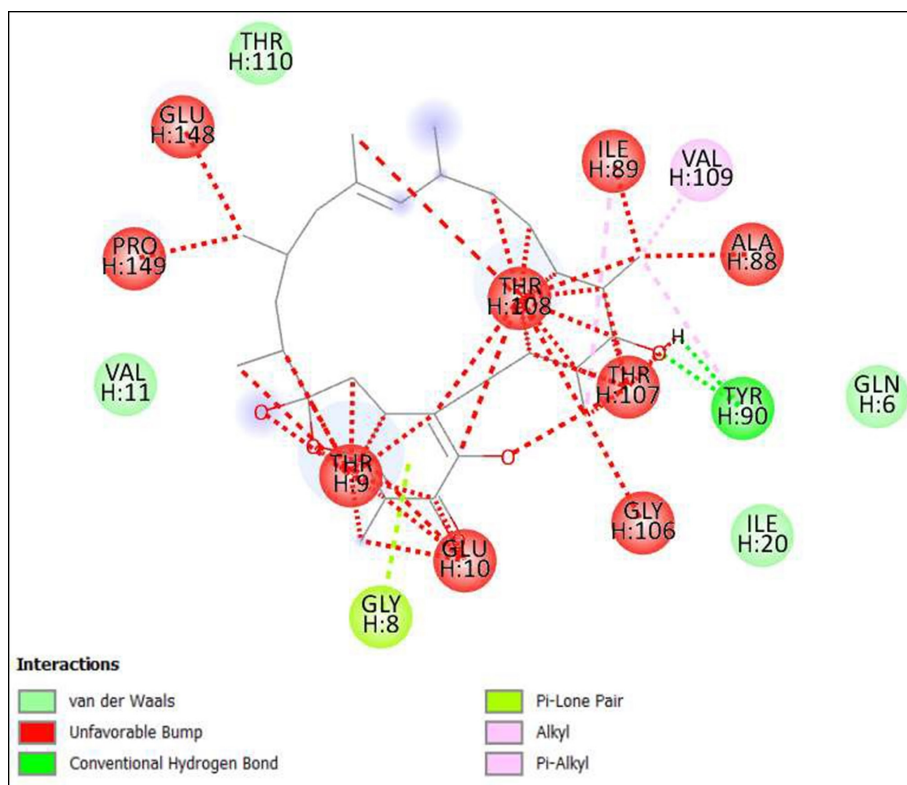 THR
H:110
GLU
H:148
ILE
H:89
VAL
H:109
PRO
H:149
ALA
H:88
THR
H:108
H
O
VAL
H:11
THR
H:107
TYR
H:90
GLN
H:6
O
O
THR
H:9
O
GLY
H:106
ILE
H:20
GLU
H:10
GLY
H:8
Interactions
van der Waals
Unfavorable Bump
Conventional Hydrogen Bond
Pi-Lone Pair
Alkyl
Pi-Alkyl